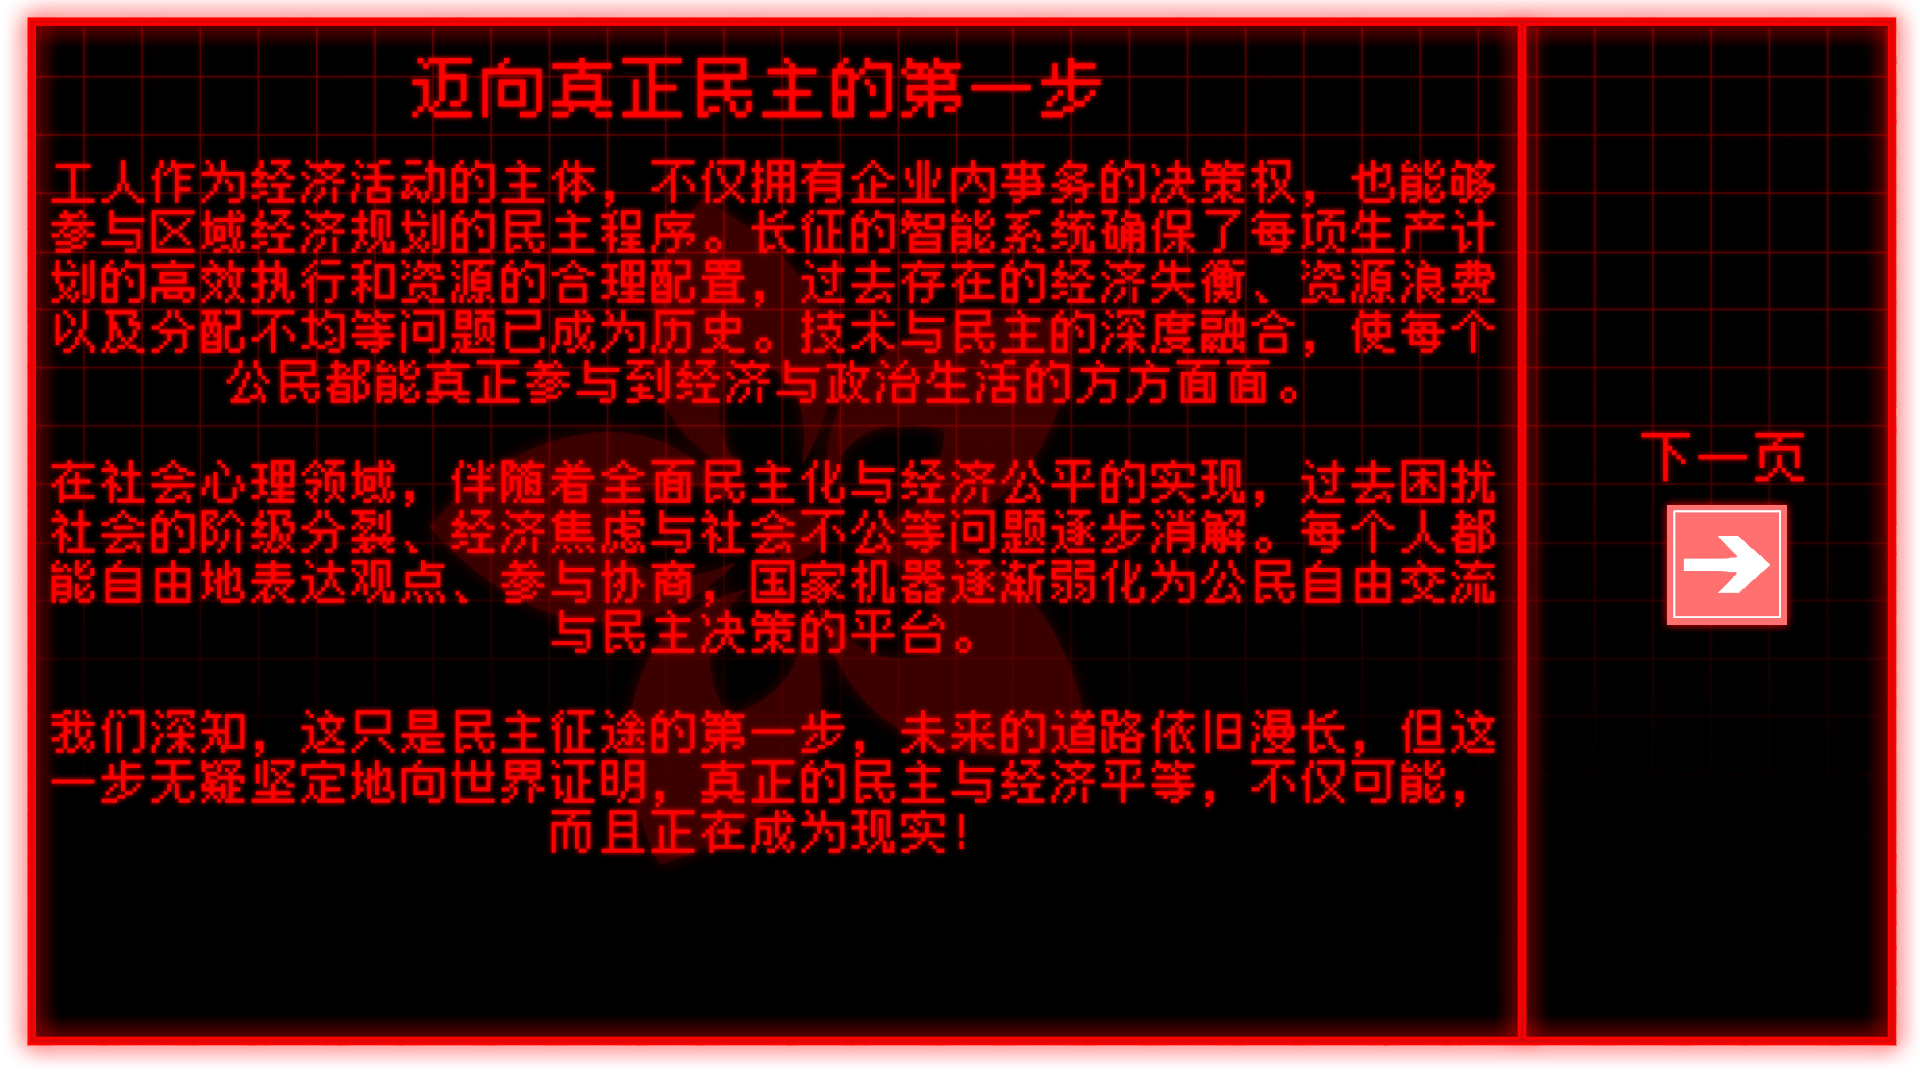 迈向真正民主的第一步
工人作为经济活动的主体，不仅拥有企业内事务的决策权，也能够
参与区域经济规划的民主程序。长征的智能系统确保了每项生产计
划的高效执行和资源的合理配置，过去存在的经济失衡、资源浪费
以及分配不均等问题已成为历史。技术与民主的深度融合，使每个
公民都能真正参与到经济与政治生活的方方面面。
在社会心理领域，伴随着全面民主化与经济公平的实现，过去困扰
社会的阶级分裂、经济焦虑与社会不公等问题逐步消解。每个人都
能自由地表达观点、参与协商，国家机器逐渐弱化为公民自由交流
与民主决策的平台。
我们深知，这只是民主征途的第一步，未来的道路依旧漫长，但这
一步无疑坚定地向世界证明，真正的民主与经济平等，不仅可能，
而且正在成为现实！
下一页